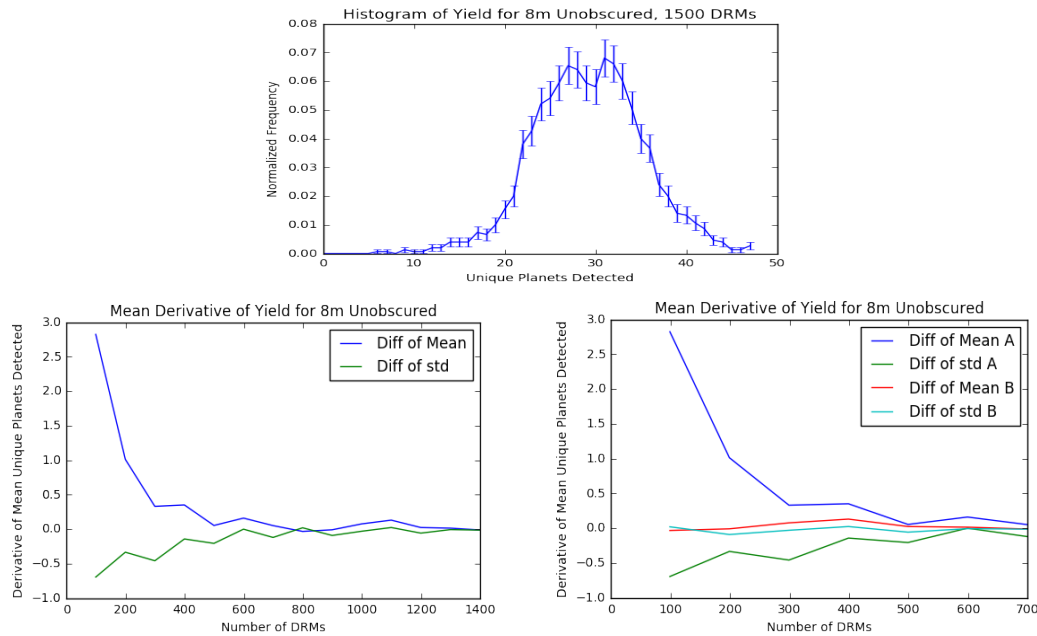 Histogram of Yield for 8m Unobscured, 1500 DRMs
Normalized Frequency
0.08
0.07
0.06
0.05
0.04
0.03
0.02
0.01
0.00
0 10 20 30 40 50
Unique Planets Detected
Mean Derivative of Yield for 8m Unobscured
Derivative of Mean Unique Planets Detected
3.0
2.5
2.0
1.5
1.0
0.5
0.0
−0.5
−1.0
Diff of Mean
Diff of std
0 200 400 600 800 1000 1200 1400
Number of DRMs
Mean Derivative of Yield for 8m Unobscured
Derivative of Mean Unique Planets Detected
3.0
2.5
2.0
1.5
1.0
0.5
0.0
−0.5
−1.0
Diff of Mean A
Diff of std A
Diff of Mean B
Diff of std B
0 100 200 300 400 500 600 700
Number of DRMs